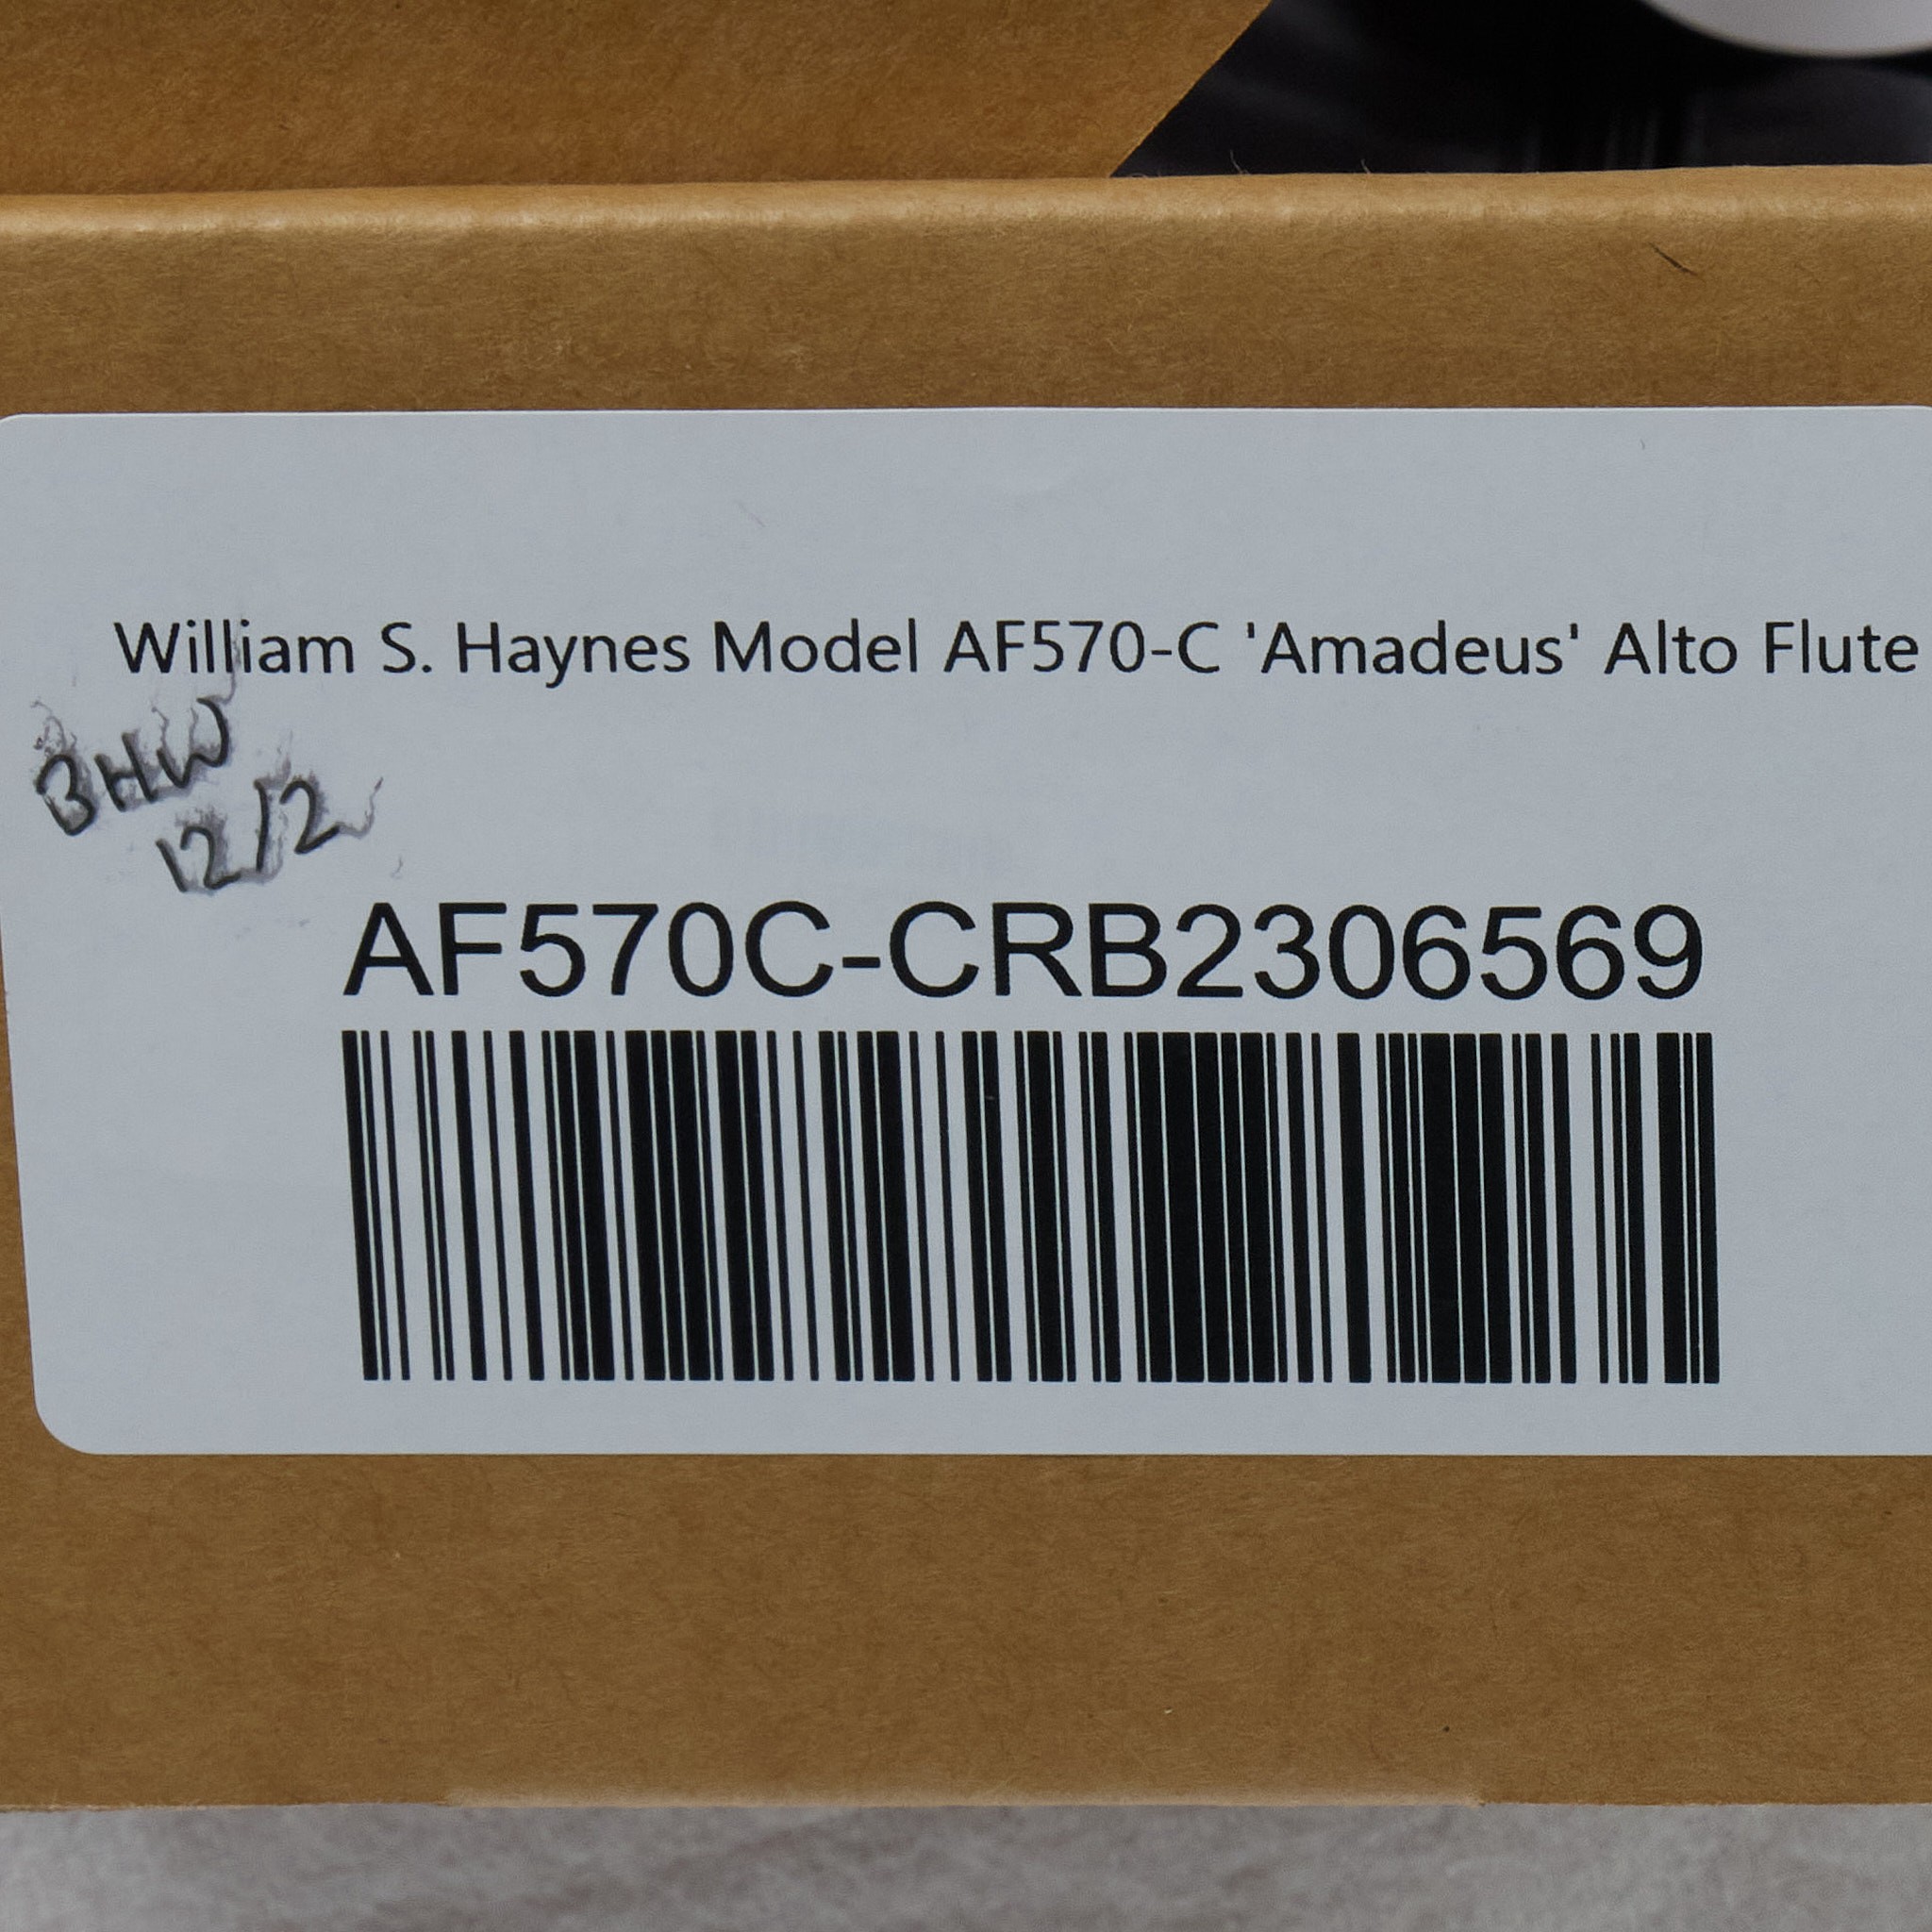 William S. Haynes Model AF570-C 'Amadeus' Alto Flute
BHW
12/2
AF570C-CRB2306569